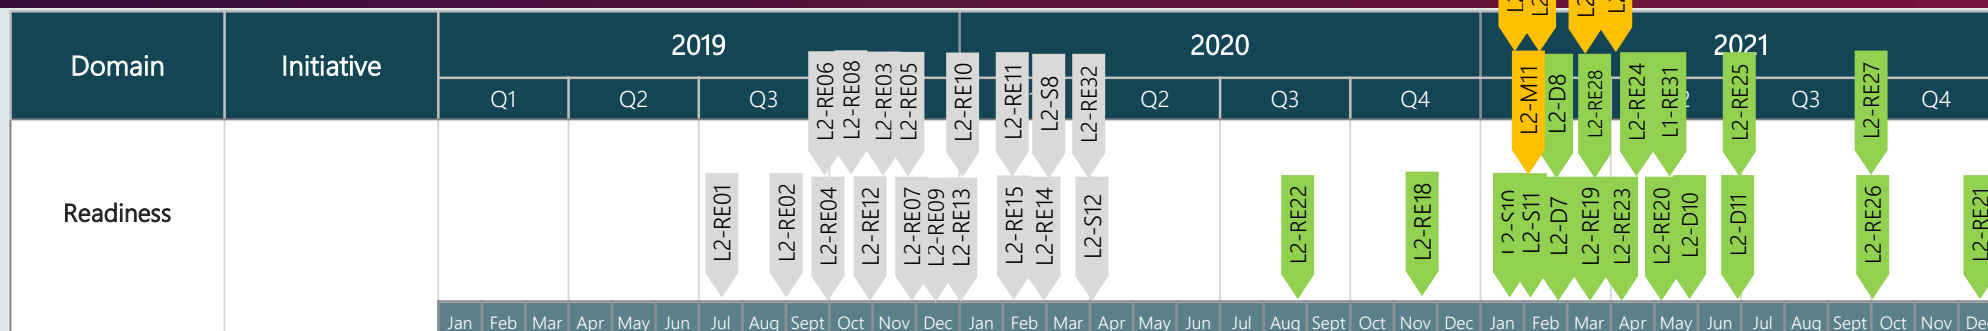 Domain
Initiative
2019
2020
2021
Q1
Q2
Q3
Q2
Q3
Q4
Q3
Q4
L2-RE06
L2-RE08
L2-RE03
L2-RE05
L2-RE10
L2-RE11
L2-S8
L2-RE32
L2-M11
L2-D8
L2-RE28
L2-RE24
L1-RE31
L2-RE25
L2-RE27
Readiness
L2-RE01
L2-RE02
L2-RE04
L2-RE12
L2-RE07
L2-RE09
L2-RE13
L2-RE15
L2-RE14
L2-S12
L2-RE22
L2-RE18
L2-S10
L2-S11
L2-D7
L2-RE19
L2-RE23
L2-RE20
L2-D10
L2-D11
L2-RE26
L2-RE21
Jan Feb Mar Apr May Jun Jul Aug Sept Oct Nov Dec Jan Feb Mar Apr May Jun Jul Aug Sept Oct Nov Dec Jan Feb Mar Apr May Jun Jul Aug Sept Oct Nov